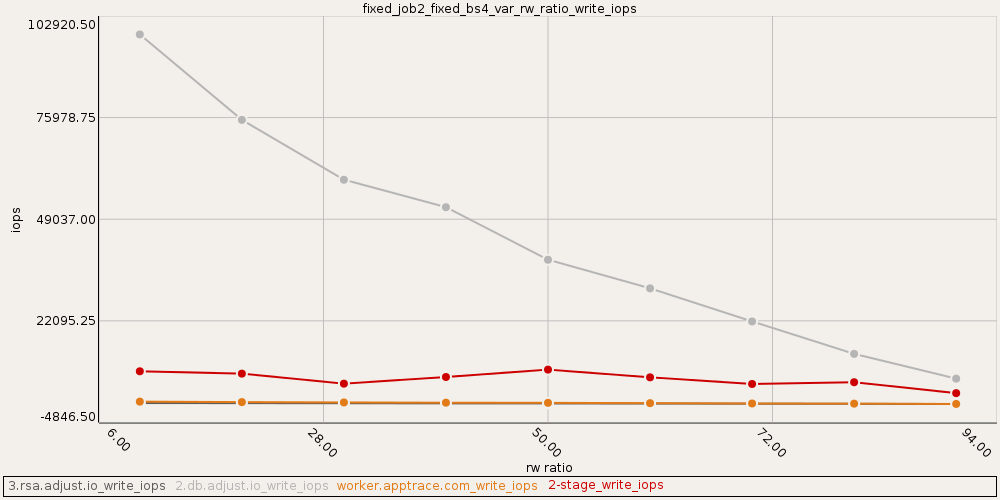 fixed_job2_fixed_bs4_var_rw_ratio_write_iops
102920.50
75978.75
49037.00
22095.25
-4846.50
iops
6.00 28.00 50.00 72.00 94.00
rw ratio
3.rsa.adjust.io_write_iops 2.db.adjust.io_write_iops worker.apptrace.com_write_iops 2-stage_write_iops